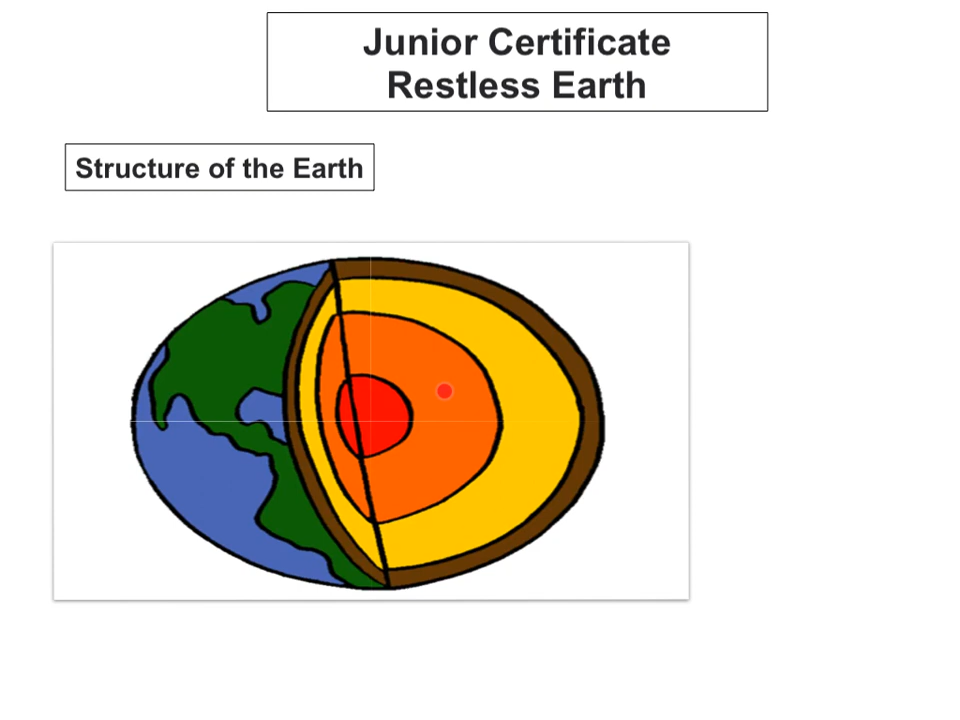 Junior Certificate
Restless Earth
Structure of the Earth